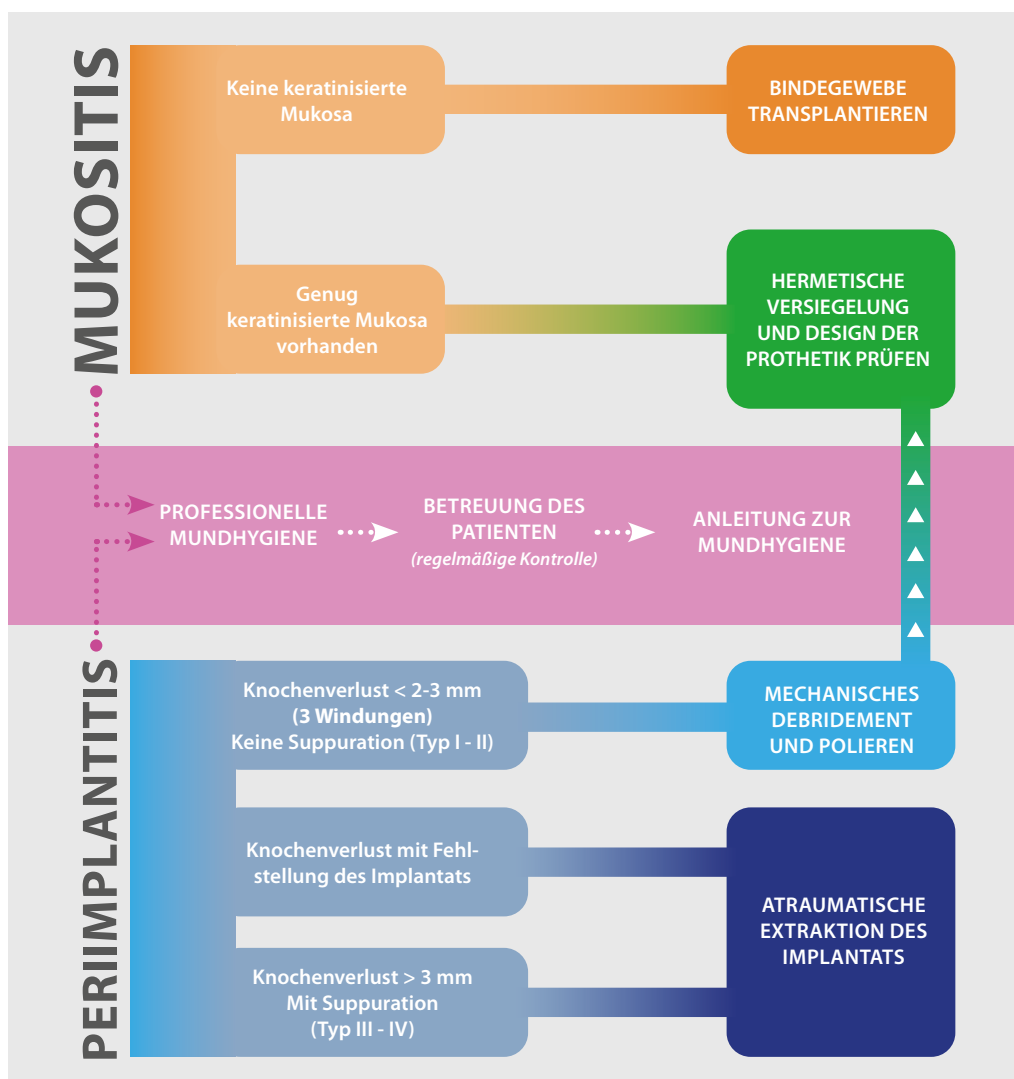 MUKOSITIS
Keine keratinisierte
Mukosa
BINDEGEWEBE
TRANSPLANTIEREN
Genug
keratinisierte Mukosa
vorhanden
HERMETISCHE
VERSIEGELUNG
UND DESIGN DER
PROTHETIK PRÜFEN
PROFESSIONELLE
MUNDHYGIENE
BETREUUNG DES
PATIENTEN
(regelmäßige Kontrolle)
ANLEITUNG ZUR
MUNDHYGIENE
PERIIMPLANTITIS
Knochenverlust < 2-3 mm
(3 Windungen)
Keine Suppuration (Typ I - II)
MECHANISCHES
DEBRIDEMENT
UND POLIEREN
Knochenverlust mit Fehl-
stellung des Implantats
Knochenverlust > 3 mm
Mit Suppuration
(Typ III - IV)
ATRAUMATISCHE
EXTRAKTION DES
IMPLANTATS